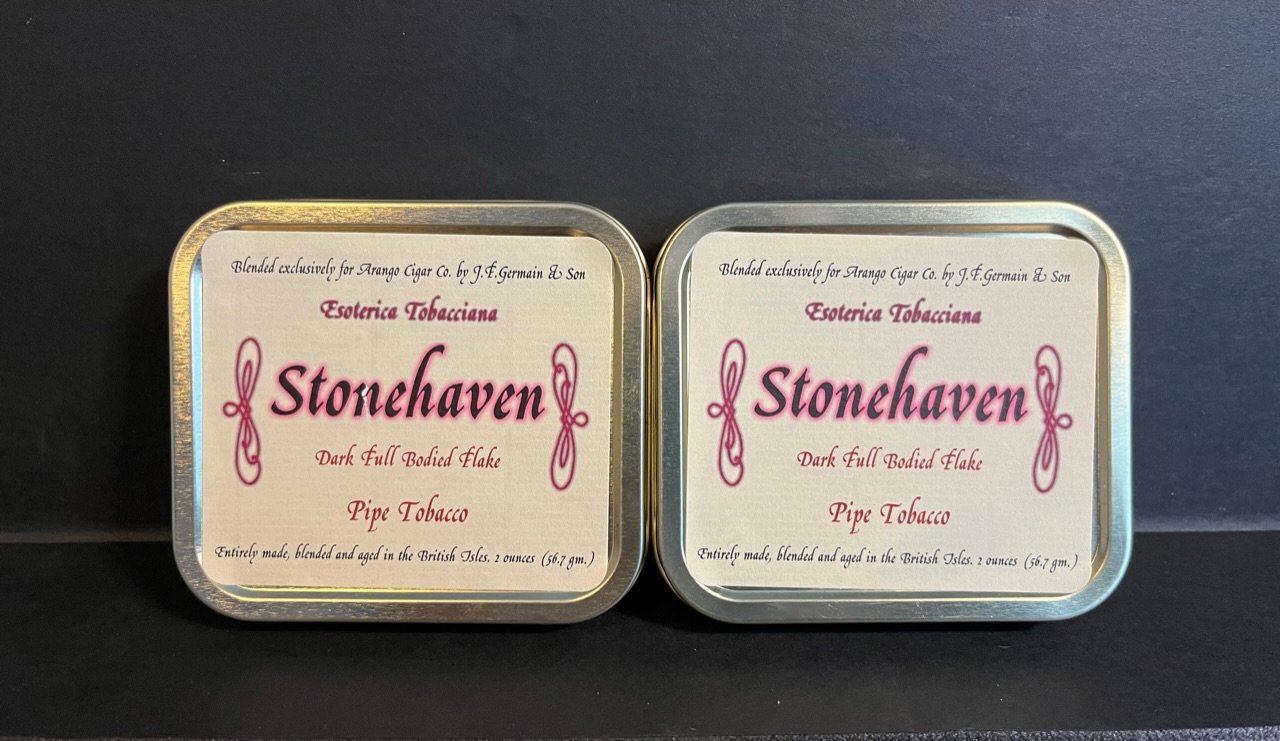 Blended exclusively for Arango Cigar Co. by J.F.Germain & Son
Esoterica Tobacciana
Stonehaven
Dark Full Bodied Flake
Pipe Tobacco
Entirely made, blended and aged in the British Isles. 2 ounces (56.7 gm.)
Blended exclusively for Arango Cigar Co. by J.F.Germain & Son
Esoterica Tobacciana
Stonehaven
Dark Full Bodied Flake
Pipe Tobacco
Entirely made, blended and aged in the British Isles. 2 ounces (56.7 gm.)